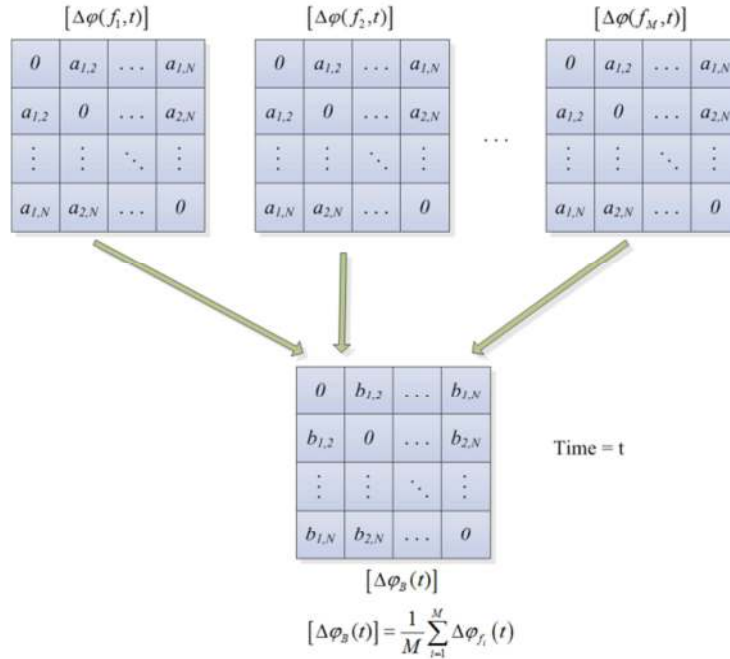 [Δφ(f₁,t)] [Δφ(f₂,t)] [Δφ(f_M,t)]
0 a₁,₂ . . . a₁,N 0 a₁,₂ . . . a₁,N 0 a₁,₂ . . . a₁,N
a₁,₂ 0 . . . a₂,N a₁,₂ 0 . . . a₂,N a₁,₂ 0 . . . a₂,N
⋮ ⋮ ⋱ ⋮ ⋮ ⋮ ⋱ ⋮ . . . ⋮ ⋮ ⋱ ⋮
a₁,N a₂,N . . . 0 a₁,N a₂,N . . . 0 a₁,N a₂,N . . . 0
0 b₁,₂ . . . b₁,N
b₁,₂ 0 . . . b₂,N Time = t
⋮ ⋮ ⋱ ⋮
b₁,N b₂,N . . . 0
[Δφ_B(t)]
[Δφ_B(t)] = 1/M ∑_{i=1}^{M} Δφ_{f_i}(t)